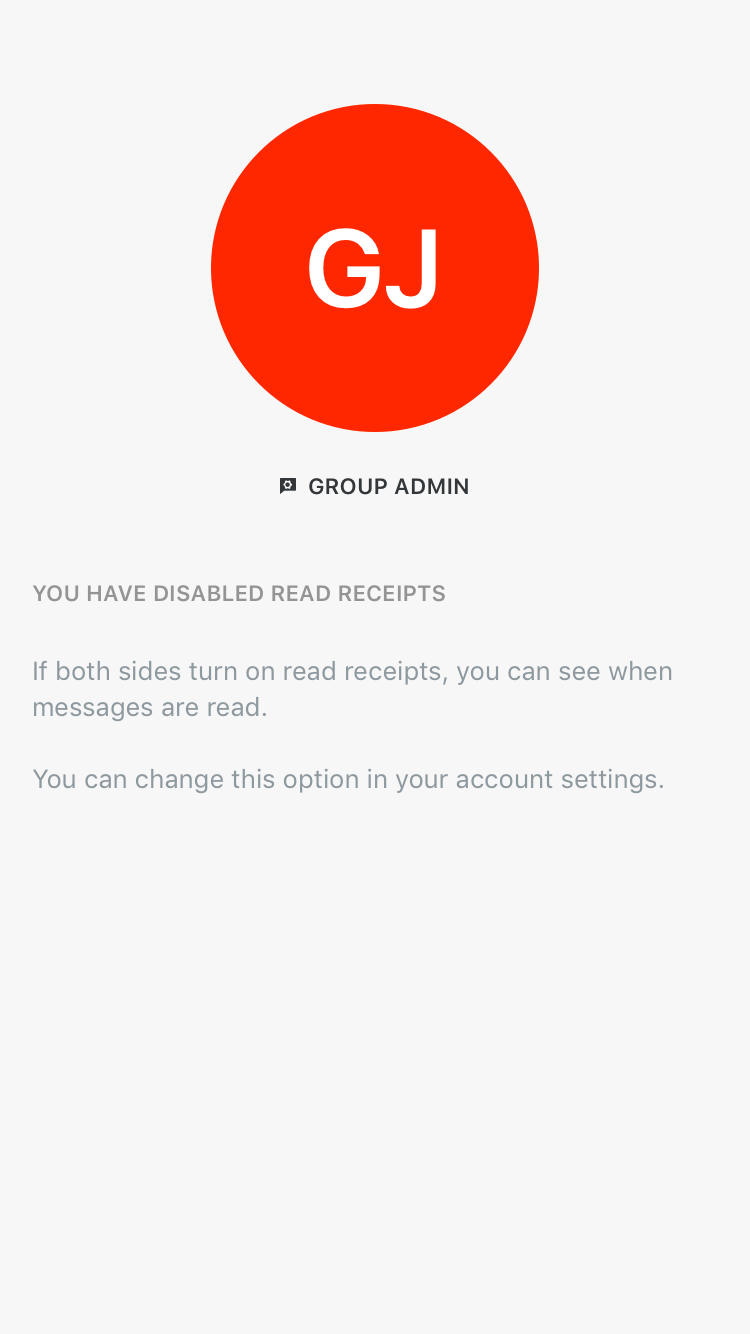 GJ
GROUP ADMIN
YOU HAVE DISABLED READ RECEIPTS
If both sides turn on read receipts, you can see when
messages are read.
You can change this option in your account settings.